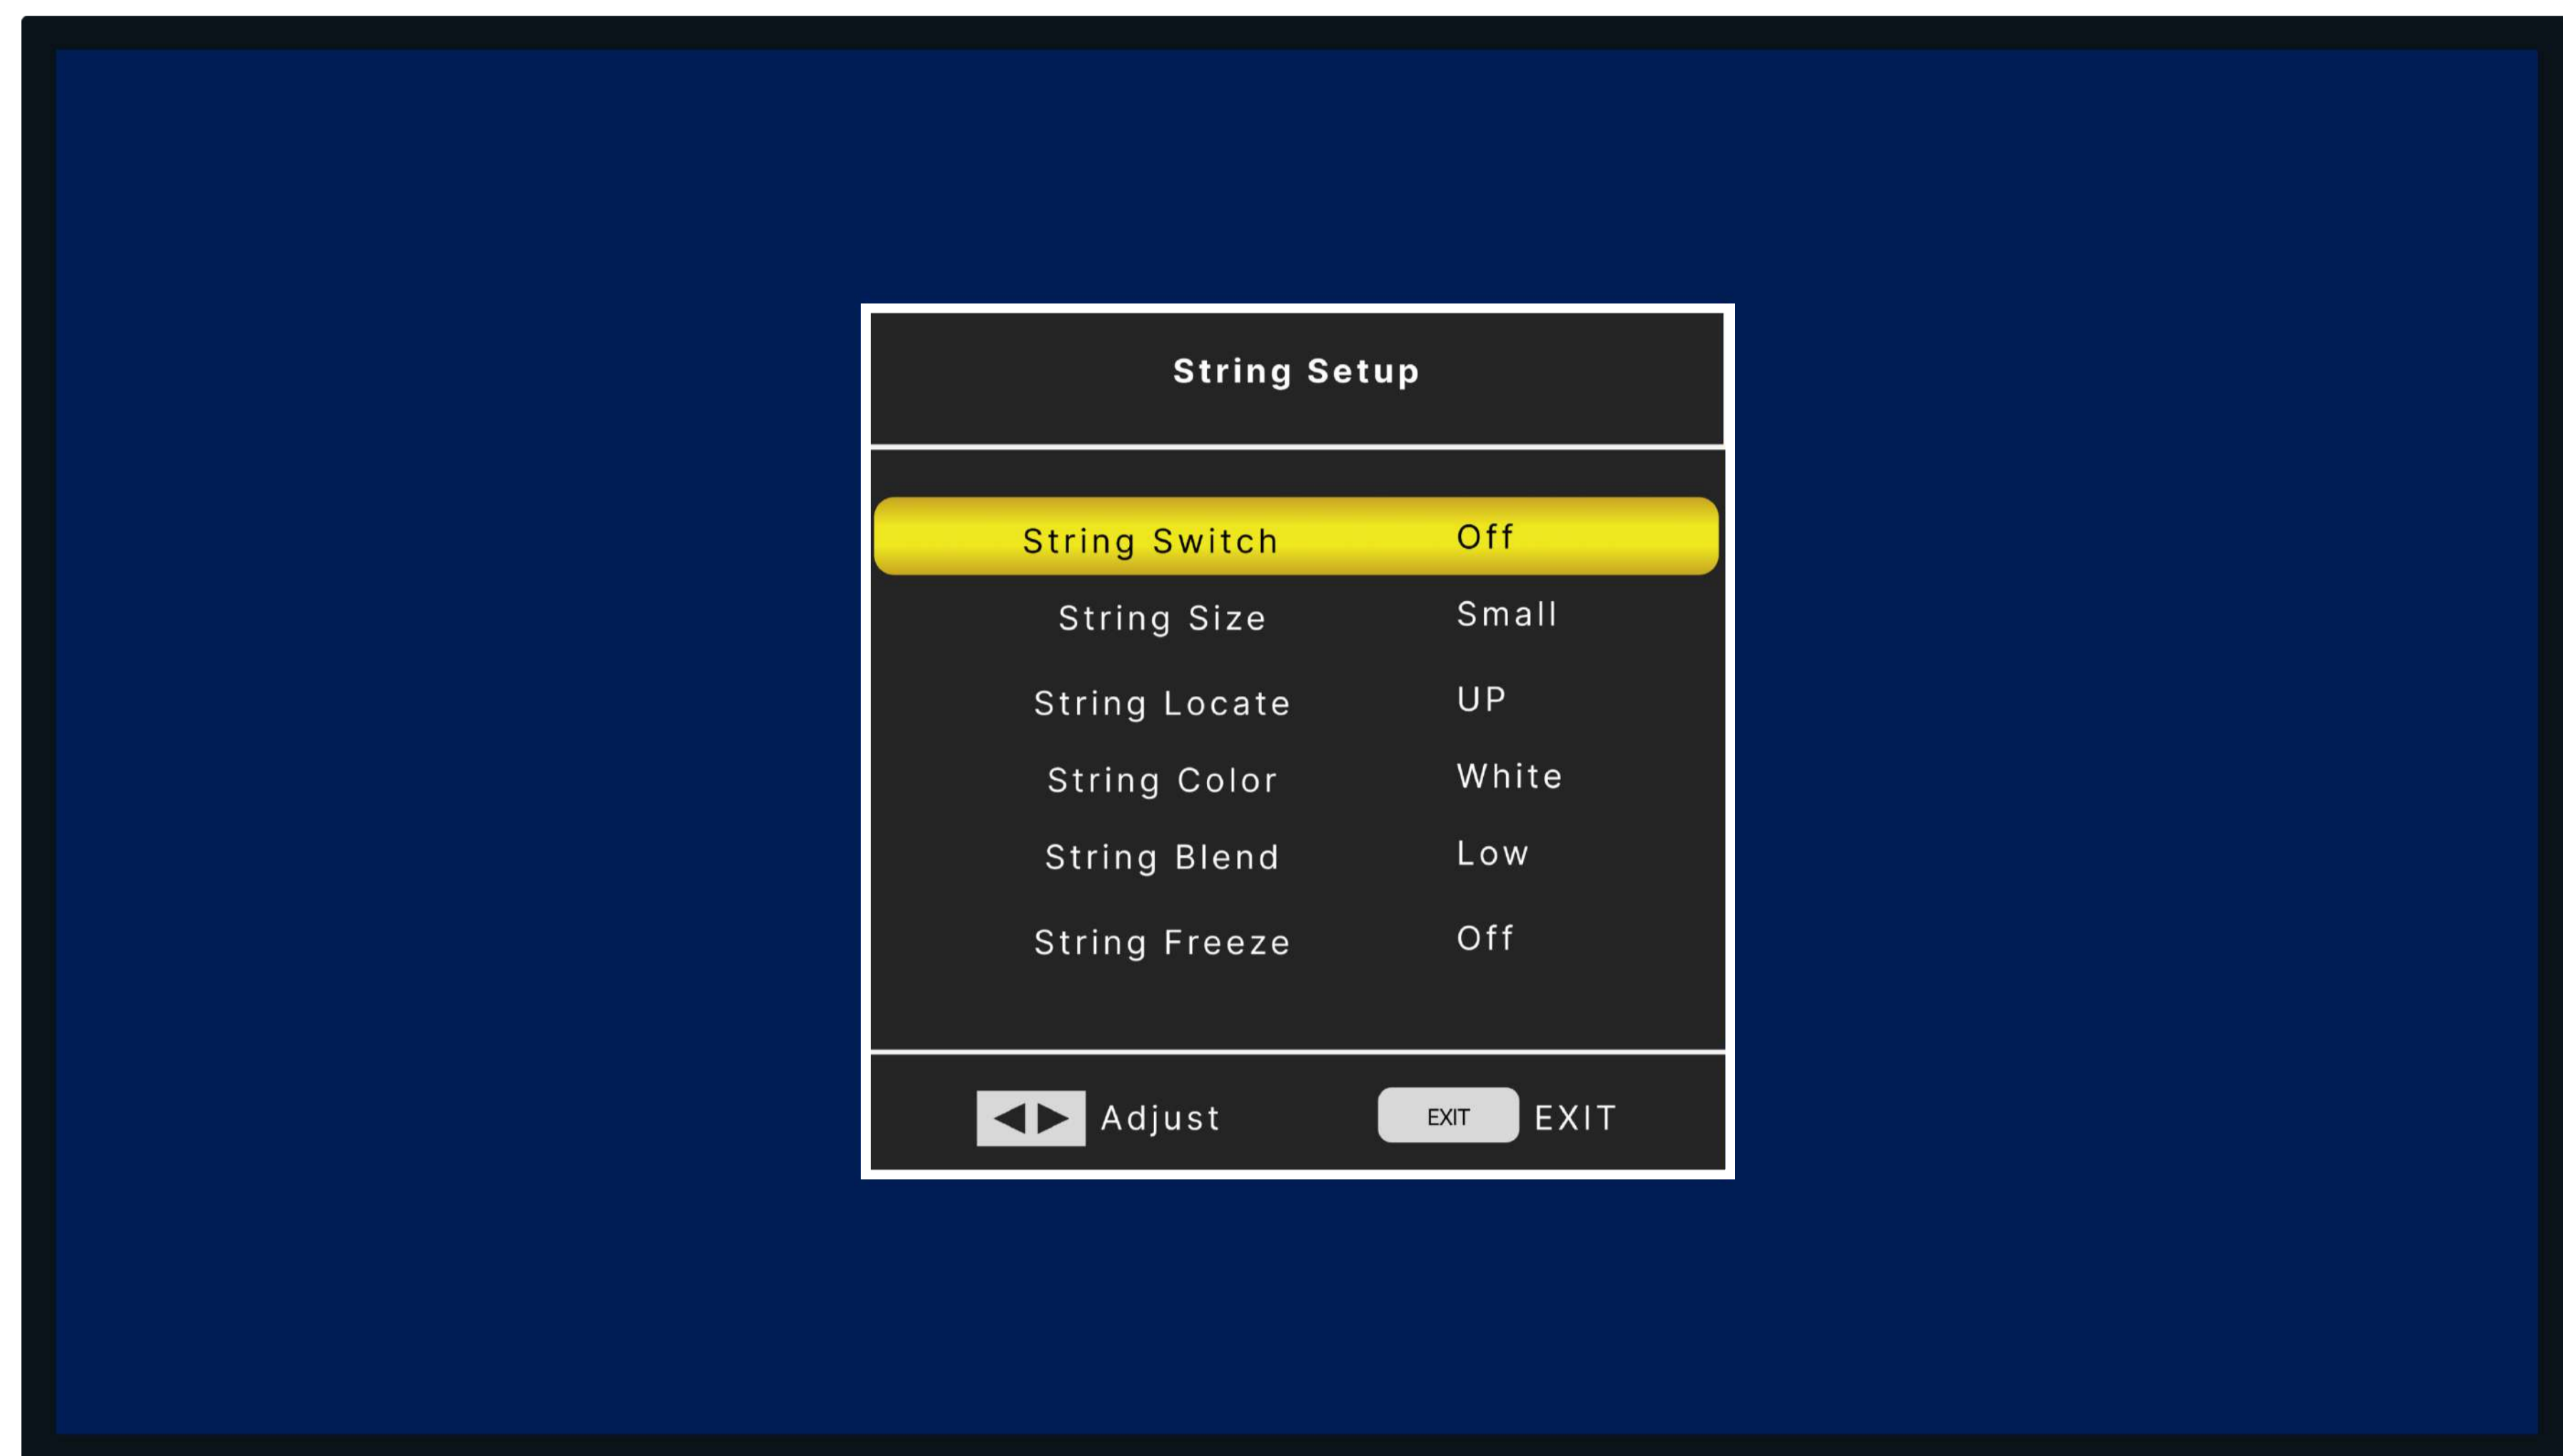 String Setup
String Switch Off
String Size Small
String Locate UP
String Color White
String Blend Low
String Freeze Off
Adjust EXIT EXIT